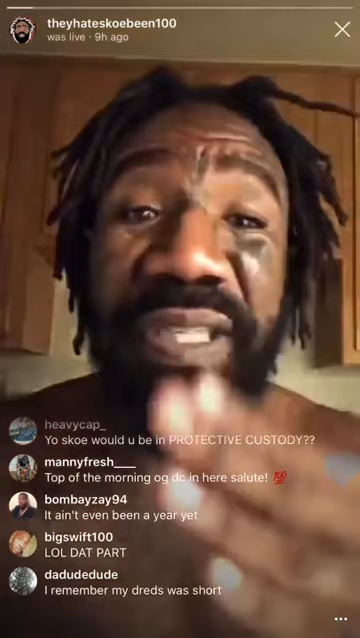 theyhateskoebeen100
was live · 9h ago
heavycap_
Yo skoe would u be in PROTECTIVE CUSTODY??
mannyfresh____
Top of the morning og dc in here salute! 💯
bombayzay94
It ain't even been a year yet
bigswift100
LOL DAT PART
dadudedude
I remember my dreds was short